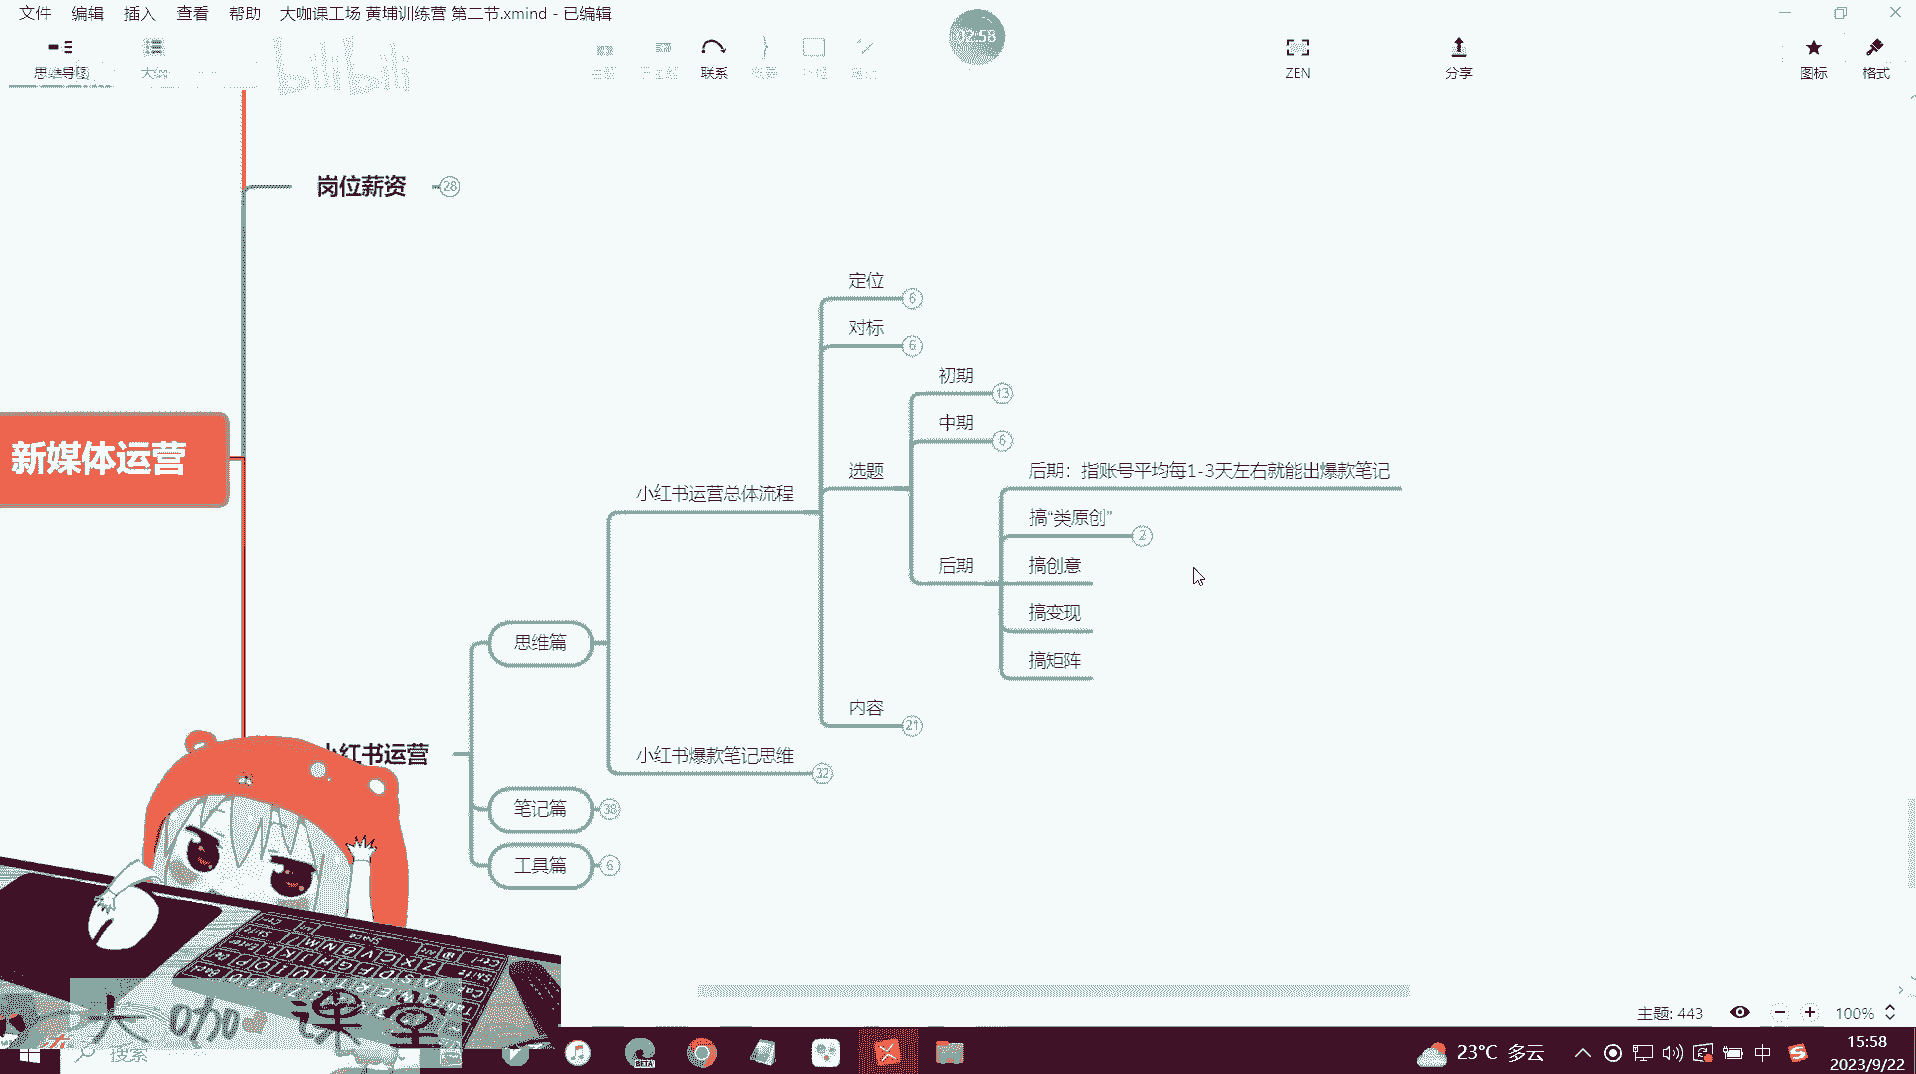 文件 编辑 插入 查看 帮助 大咖课工场 黄埔训练营 第二节.xmind - 已编辑
02:58
思维导图 大纲 联系 ZEN 分享 图标 格式
bilibili
岗位薪资 28
定位 6
对标 6
初期 13
中期 6
新媒体运营
选题
后期：指账号平均每1-3天左右就能出爆款笔记
小红书运营总体流程
搞“类原创” 2
后期
搞创意
搞变现
思维篇
搞矩阵
内容 21
小红书运营
小红书爆款笔记思维 32
笔记篇 38
工具篇 6
大咖课堂
主题: 443 100%
搜索
BETA
23°C 多云
中
15:58
2023/9/22